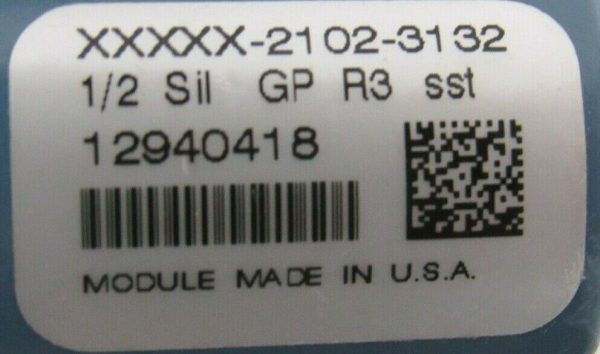 XXXXX-2102-3132
1/2 Sil GP R3 sst
12940418
MODULE MADE IN U.S.A.